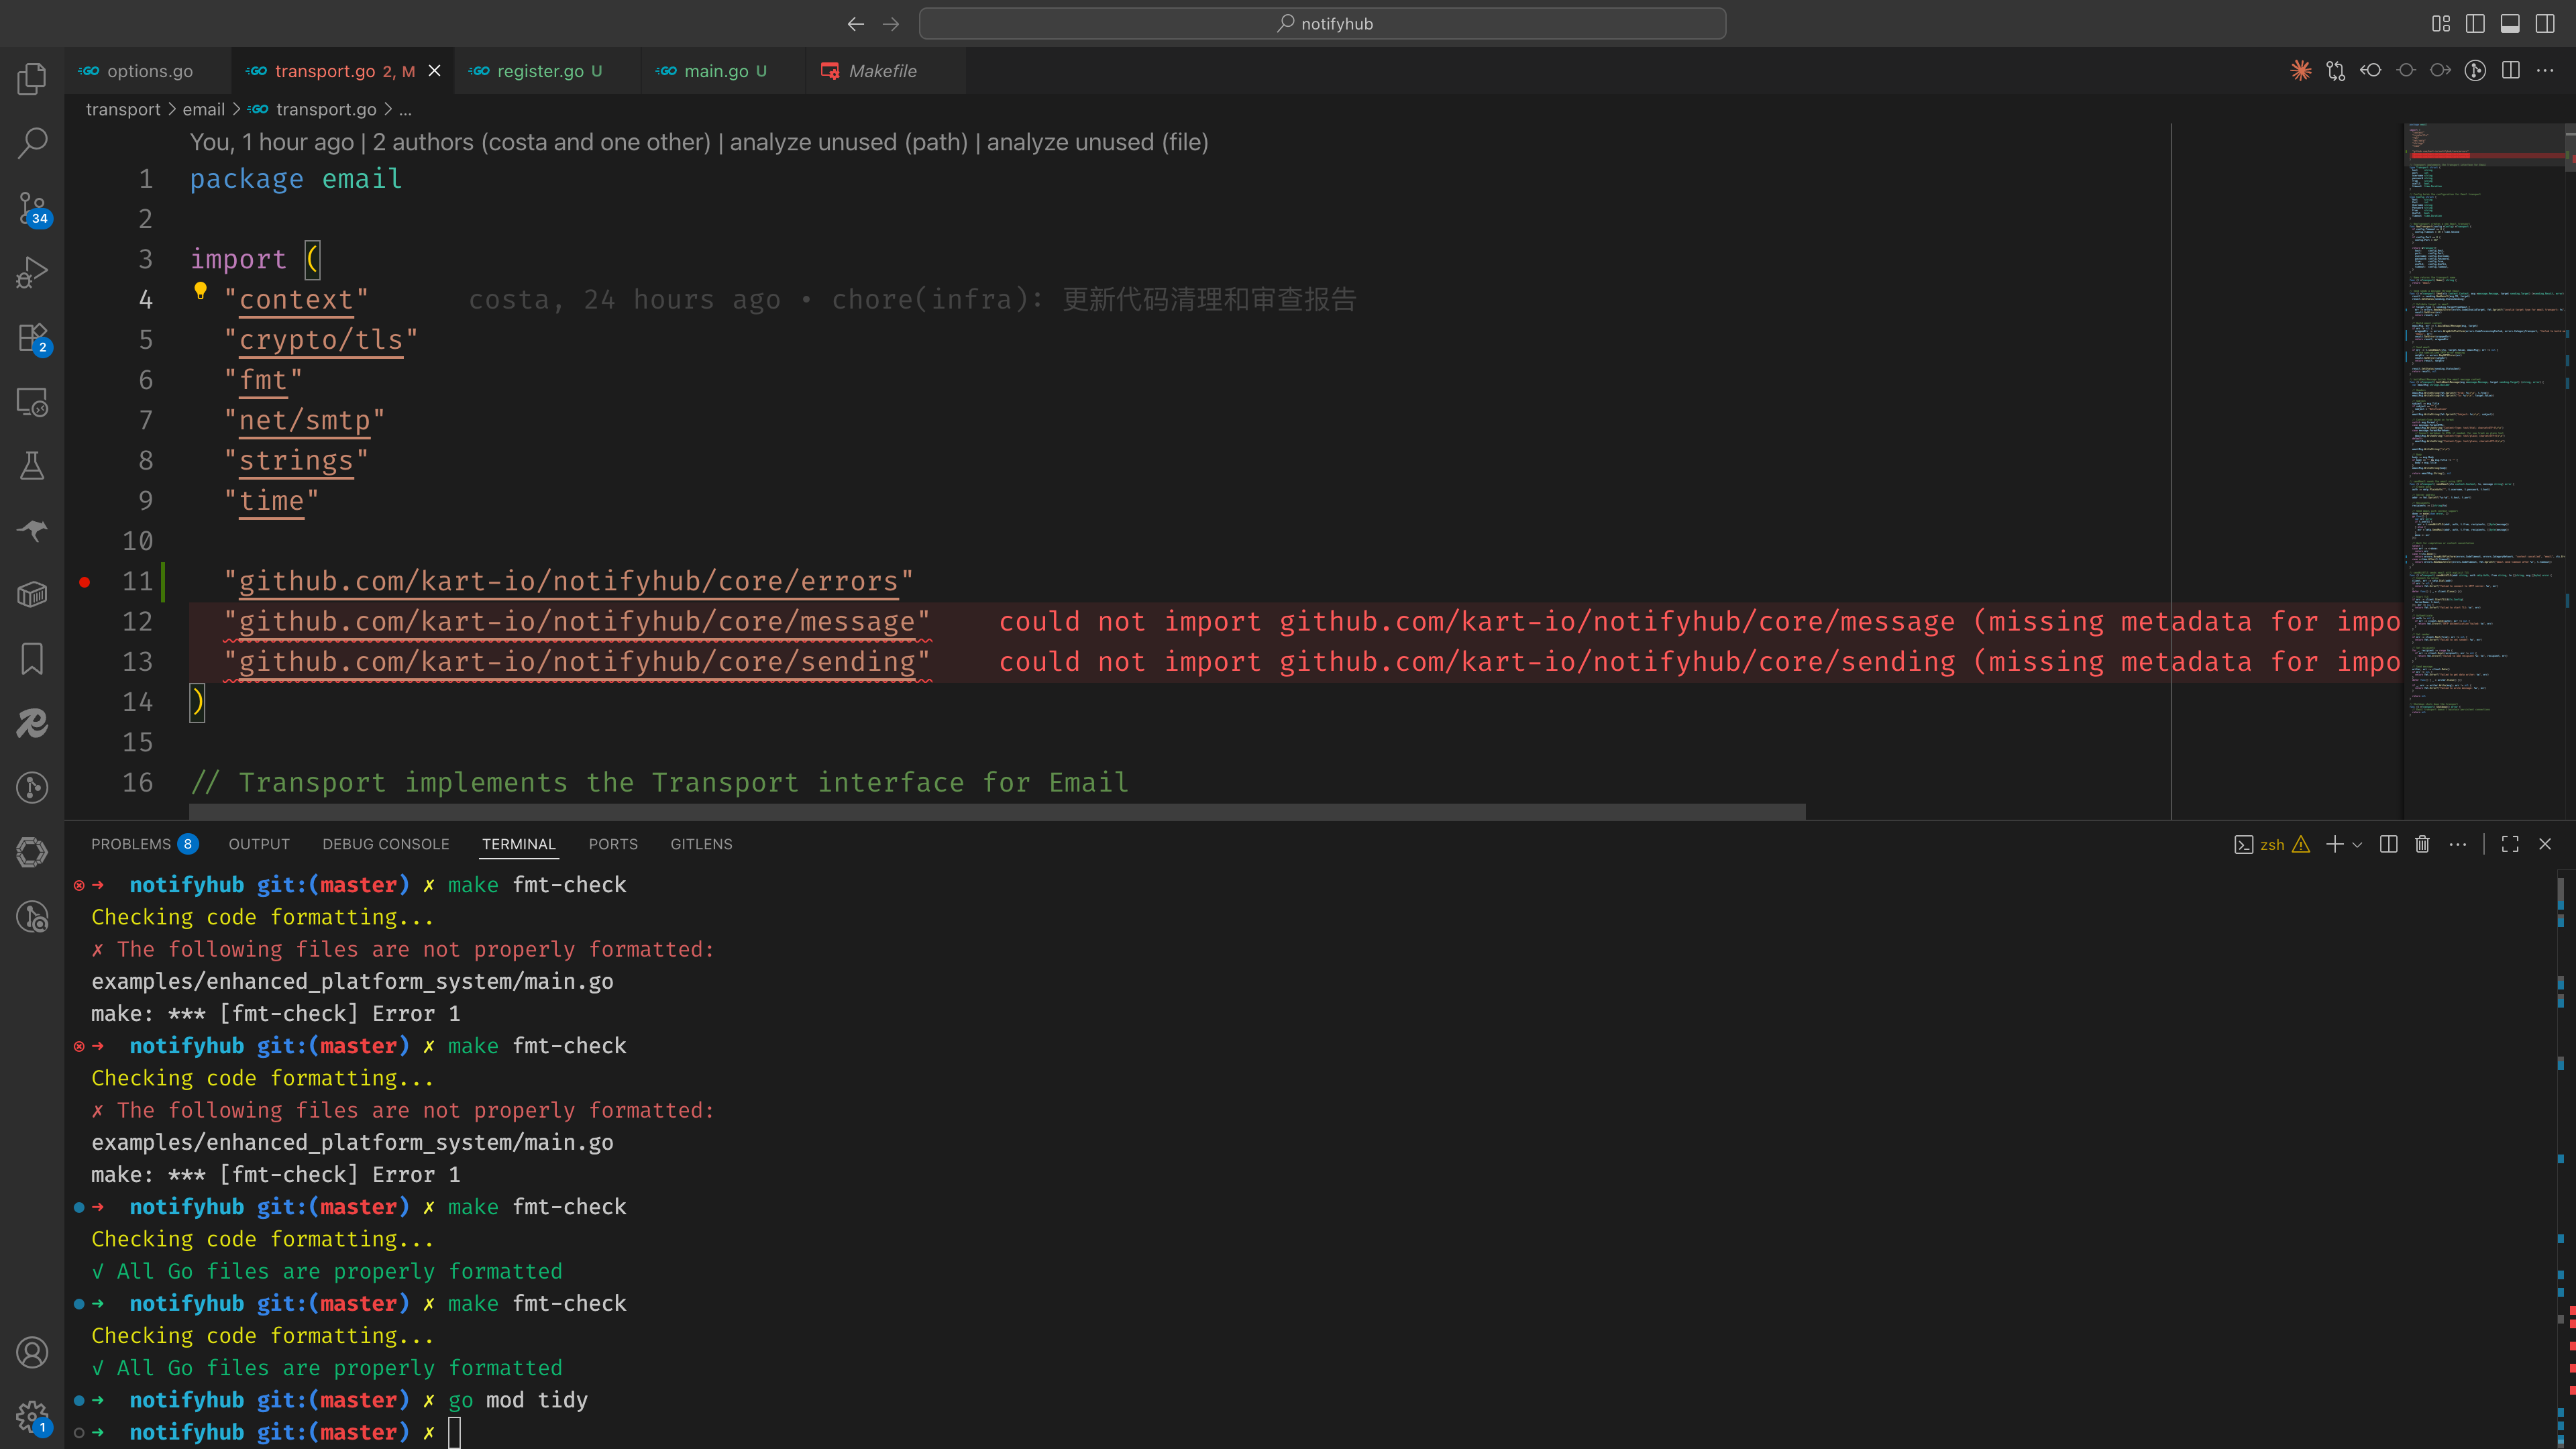 notifyhub
options.go
transport.go 2, M
register.go U
main.go U
Makefile
transport > email > transport.go > ...
You, 1 hour ago | 2 authors (costa and one other) | analyze unused (path) | analyze unused (file)
1 package email
2
3 import (
4 "context" costa, 24 hours ago • chore(infra): 更新代码清理和审查报告
5 "crypto/tls"
6 "fmt"
7 "net/smtp"
8 "strings"
9 "time"
10
11 "github.com/kart-io/notifyhub/core/errors"
12 "github.com/kart-io/notifyhub/core/message" could not import github.com/kart-io/notifyhub/core/message (missing metadata for impo
13 "github.com/kart-io/notifyhub/core/sending" could not import github.com/kart-io/notifyhub/core/sending (missing metadata for impo
14 )
15
16 // Transport implements the Transport interface for Email
34
2
PROBLEMS 8 OUTPUT DEBUG CONSOLE TERMINAL PORTS GITLENS
zsh
→ notifyhub git:(master) ✗ make fmt-check
Checking code formatting...
✗ The following files are not properly formatted:
examples/enhanced_platform_system/main.go
make: *** [fmt-check] Error 1
→ notifyhub git:(master) ✗ make fmt-check
Checking code formatting...
✗ The following files are not properly formatted:
examples/enhanced_platform_system/main.go
make: *** [fmt-check] Error 1
→ notifyhub git:(master) ✗ make fmt-check
Checking code formatting...
√ All Go files are properly formatted
→ notifyhub git:(master) ✗ make fmt-check
Checking code formatting...
√ All Go files are properly formatted
→ notifyhub git:(master) ✗ go mod tidy
→ notifyhub git:(master) ✗
1